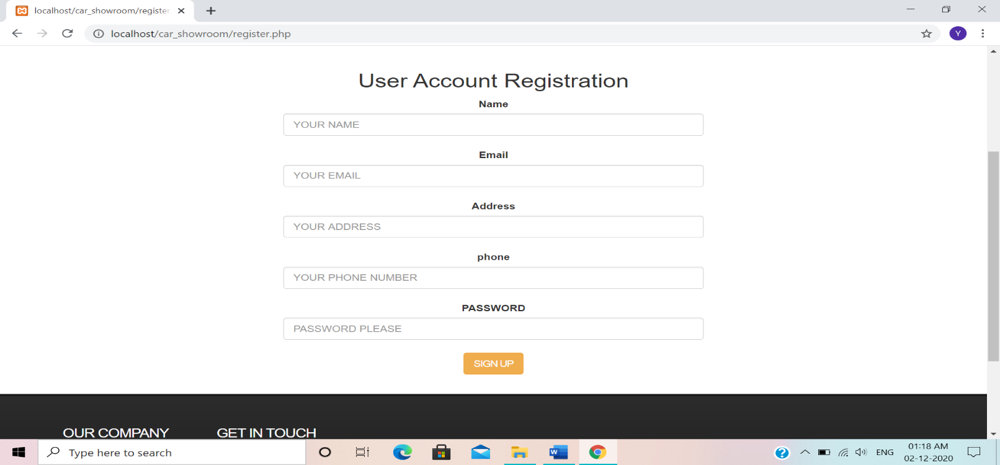 localhost/car_showroom/register
localhost/car_showroom/register.php
Y
User Account Registration
Name
YOUR NAME
Email
YOUR EMAIL
Address
YOUR ADDRESS
phone
YOUR PHONE NUMBER
PASSWORD
PASSWORD PLEASE
SIGN UP
OUR COMPANY GET IN TOUCH
Type here to search
ENG
01:18 AM
02-12-2020